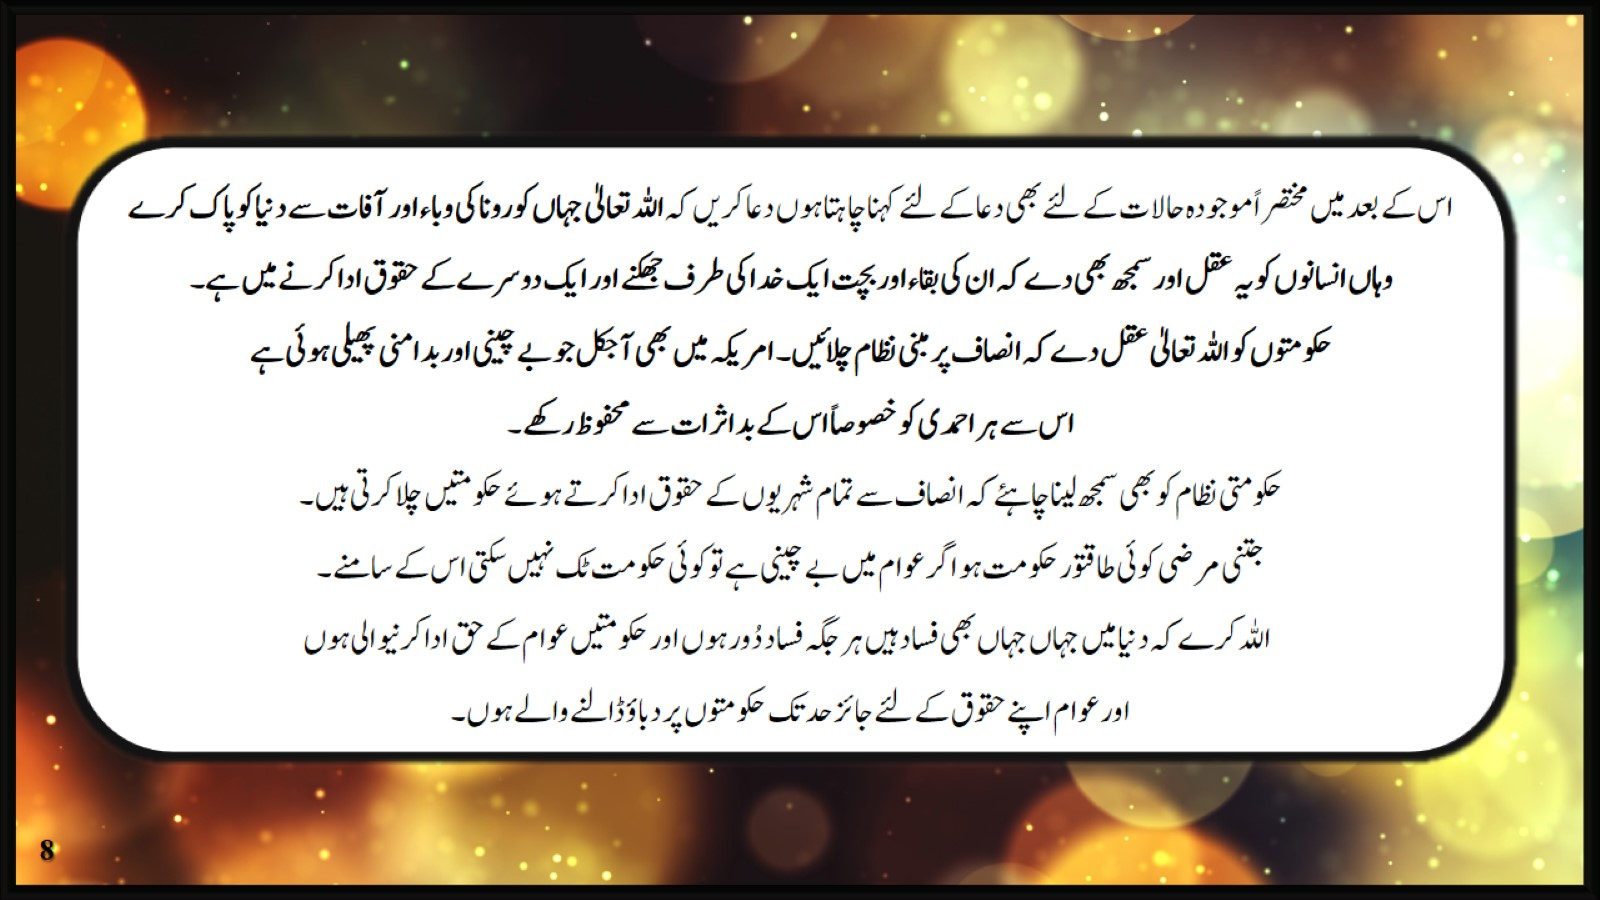 اس کے بعد میں مختصراً موجودہ حالات کے لئے بھی دعا کے لئے کہنا چاہتا ہوں دعا کریں کہ اللہ تعالیٰ جہاں کورونا کی وباء اور آفات سے دنیا کو پاک کرے
وہاں انسانوں کو یہ عقل اور سمجھ بھی دے کہ ان کی بقاء اور بچت ایک خدا کی طرف جھکنے اور ایک دوسرے کے حقوق ادا کرنے میں ہے۔
حکومتوں کو اللہ تعالیٰ عقل دے کہ انصاف پر مبنی نظام چلائیں۔ امریکہ میں بھی آجکل جو بے چینی اور بدامنی پھیلی ہوئی ہے
اس سے ہر احمدی کو خصوصاً اس کے بد اثرات سے محفوظ رکھے۔
حکومتی نظام کو بھی سمجھ لینا چاہئے کہ انصاف سے تمام شہریوں کے حقوق ادا کرتے ہوئے حکومتیں چلا کرتی ہیں۔
جتنی مرضی کوئی طاقتور حکومت ہو اگر عوام میں بے چینی ہے تو کوئی حکومت ٹک نہیں سکتی اس کے سامنے۔
اللہ کرے کہ دنیا میں جہاں جہاں بھی فساد ہیں ہر جگہ فساد دُور ہوں اور حکومتیں عوام کے حق ادا کرنیوالی ہوں
اور عوام اپنے حقوق کے لئے جائز حد تک حکومتوں پر دباؤ ڈالنے والے ہوں۔
8